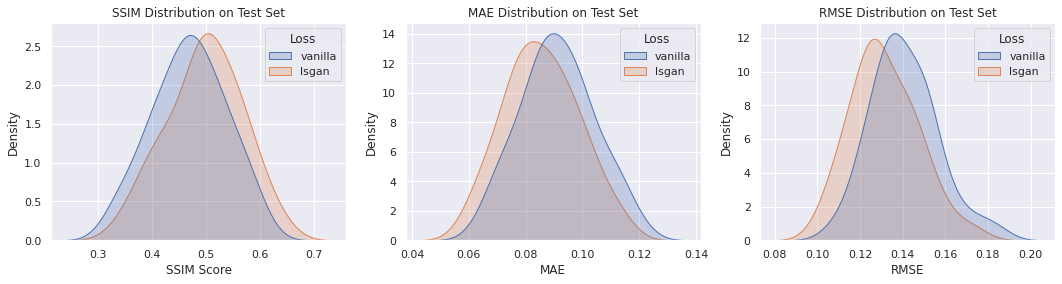 SSIM Distribution on Test Set
Density
2.5
2.0
1.5
1.0
0.5
0.0
0.3 0.4 0.5 0.6 0.7
SSIM Score
Loss
vanilla
lsgan
MAE Distribution on Test Set
Density
14
12
10
8
6
4
2
0
0.04 0.06 0.08 0.10 0.12 0.14
MAE
Loss
vanilla
lsgan
RMSE Distribution on Test Set
Density
12
10
8
6
4
2
0
0.08 0.10 0.12 0.14 0.16 0.18 0.20
RMSE
Loss
vanilla
lsgan